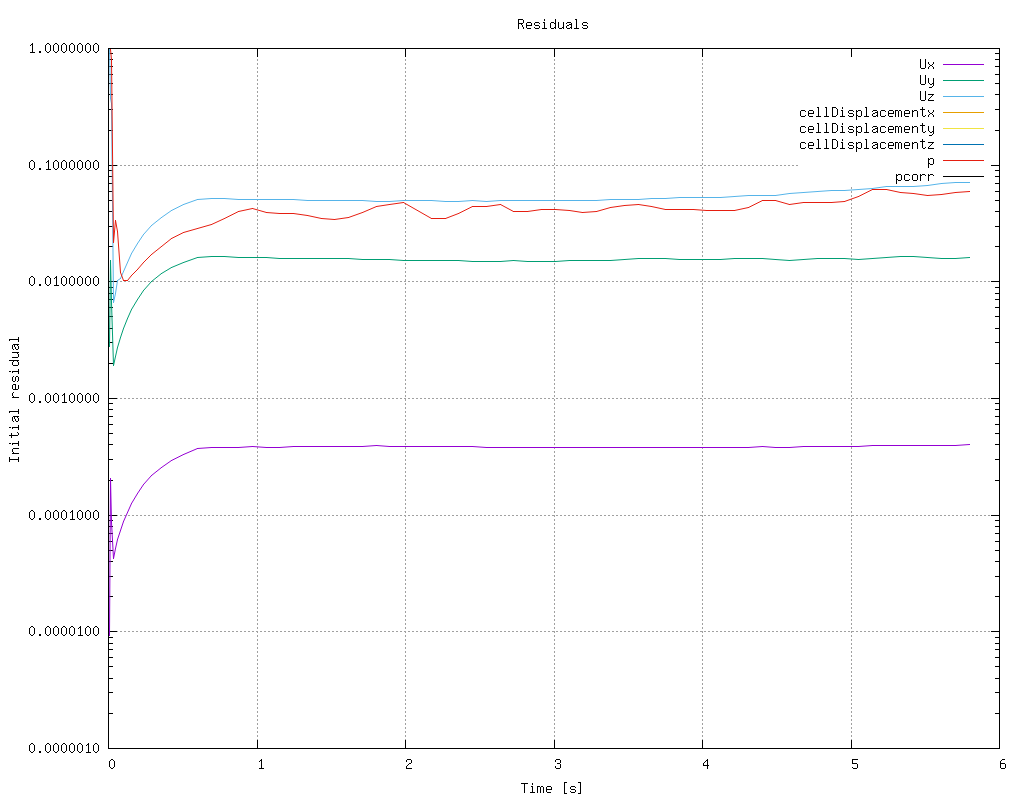 Residuals
1.0000000
0.1000000
0.0100000
0.0010000
0.0001000
0.0000100
0.0000010
Initial residual
Ux
Uy
Uz
cellDisplacementx
cellDisplacementy
cellDisplacementz
p
pcorr
0 1 2 3 4 5 6
Time [s]